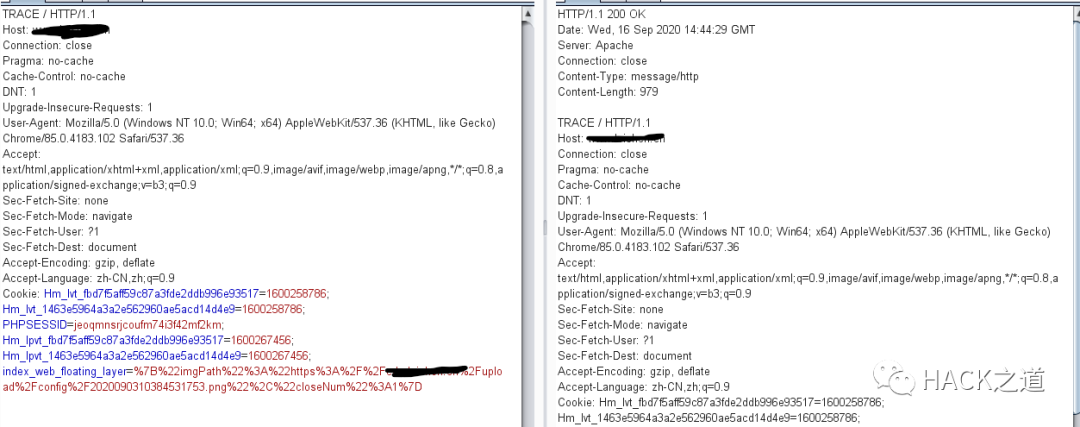 TRACE / HTTP/1.1
Host:
Connection: close
Pragma: no-cache
Cache-Control: no-cache
DNT: 1
Upgrade-Insecure-Requests: 1
User-Agent: Mozilla/5.0 (Windows NT 10.0; Win64; x64) AppleWebKit/537.36 (KHTML, like Gecko)
Chrome/85.0.4183.102 Safari/537.36
Accept:
text/html,application/xhtml+xml,application/xml;q=0.9,image/avif,image/webp,image/apng,*/*;q=0.8,a
pplication/signed-exchange;v=b3;q=0.9
Sec-Fetch-Site: none
Sec-Fetch-Mode: navigate
Sec-Fetch-User: ?1
Sec-Fetch-Dest: document
Accept-Encoding: gzip, deflate
Accept-Language: zh-CN,zh;q=0.9
Cookie: Hm_lvt_fbd7f5aff59c87a3fde2ddb996e93517=1600258786;
Hm_lvt_1463e5964a3a2e562960ae5acd14d4e9=1600258786;
PHPSESSID=jeoqmnsrjcoufm74i3f42mf2km;
Hm_lpvt_fbd7f5aff59c87a3fde2ddb996e93517=1600267456;
Hm_lpvt_1463e5964a3a2e562960ae5acd14d4e9=1600267456;
index_web_floating_layer=%7B%22imgPath%22%3A%22https%3A%2F%2F %2Fuplo
ad%2Fconfig%2F2020090310384531753.png%22%2C%22closeNum%22%3A1%7D
HTTP/1.1 200 OK
Date: Wed, 16 Sep 2020 14:44:29 GMT
Server: Apache
Connection: close
Content-Type: message/http
Content-Length: 979
TRACE / HTTP/1.1
Host:
Connection: close
Pragma: no-cache
Cache-Control: no-cache
DNT: 1
Upgrade-Insecure-Requests: 1
User-Agent: Mozilla/5.0 (Windows NT 10.0; Win64; x64) AppleWebKit/537.36 (KHTML, like Gecko)
Chrome/85.0.4183.102 Safari/537.36
Accept:
text/html,application/xhtml+xml,application/xml;q=0.9,image/avif,image/webp,image/apng,*/*;q=0.8,a
pplication/signed-exchange;v=b3;q=0.9
Sec-Fetch-Site: none
Sec-Fetch-Mode: navigate
Sec-Fetch-User: ?1
Sec-Fetch-Dest: document
Accept-Encoding: gzip, deflate
Accept-Language: zh-CN,zh;q=0.9
Cookie: Hm_lvt_fbd7f5aff59c87a3fde2ddb996e93517=1600258786;
Hm_lvt_1463e5964a3a2e562960ae5acd14d4e9=1600258786;
HACK之道